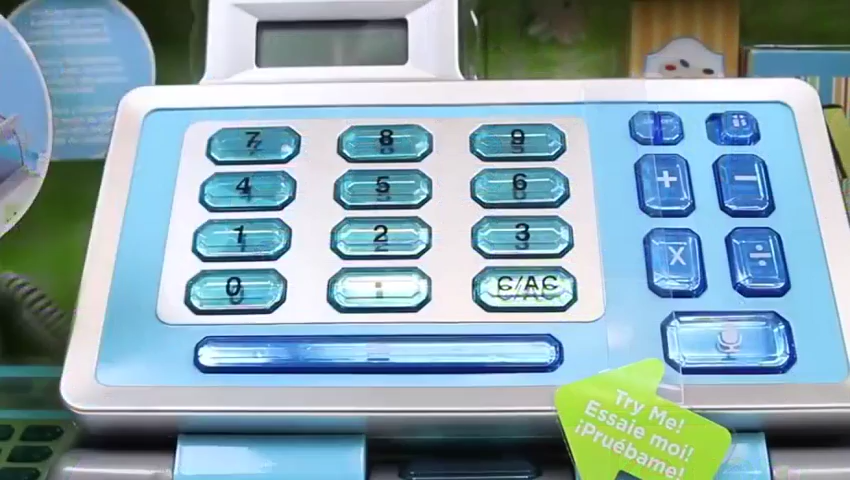 7 8 9
4 5 6 + −
1 2 3 x ÷
0 . C/AC
Try Me!
Essaie moi!
¡Pruébame!